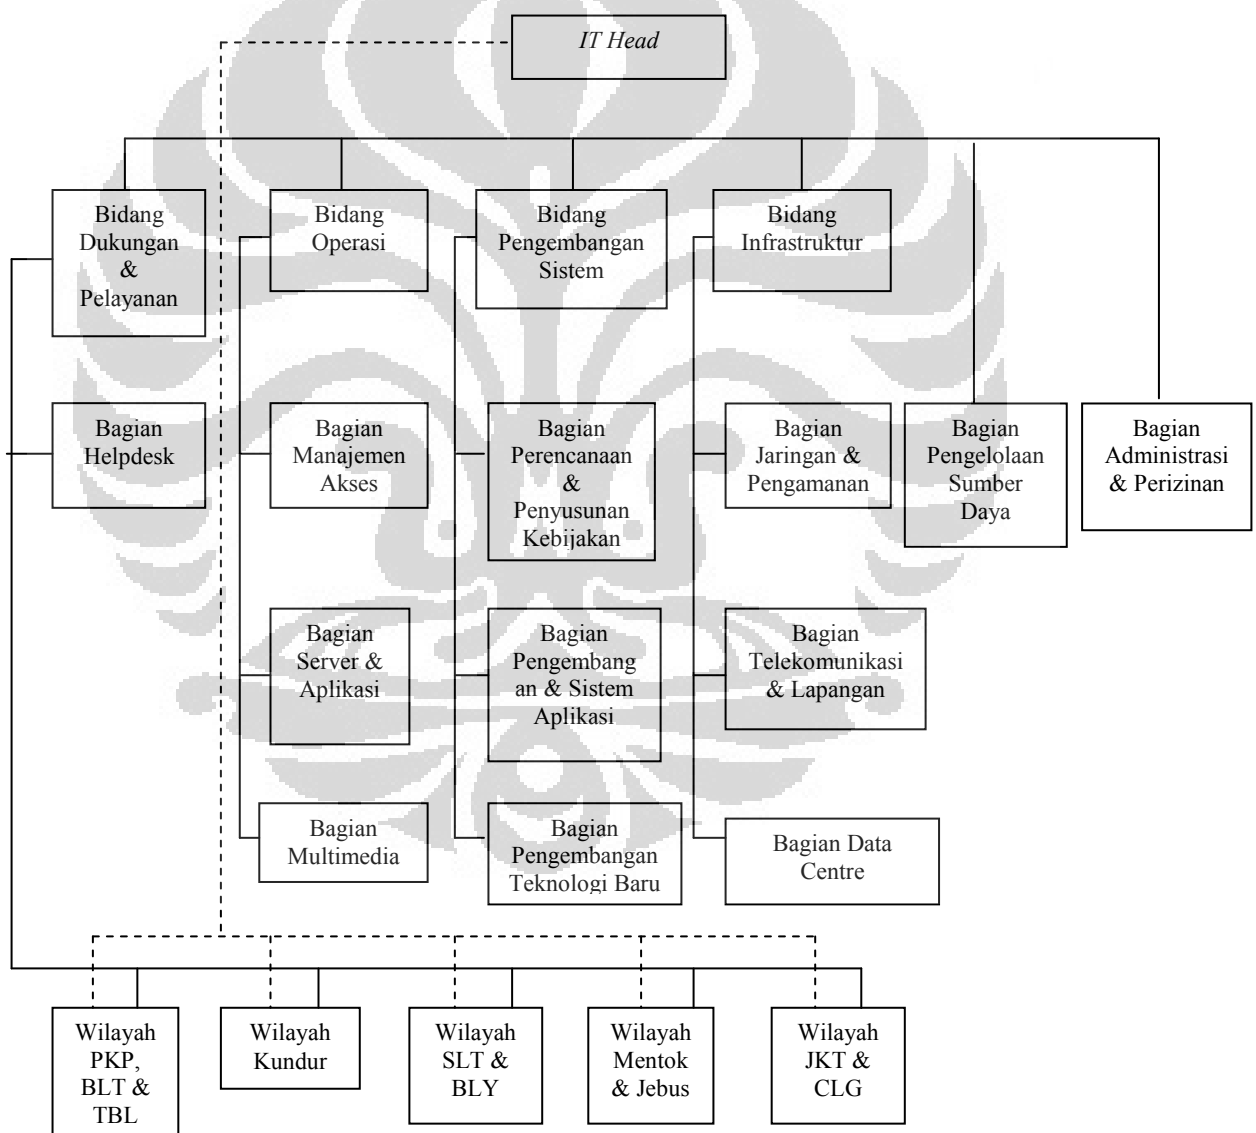 IT Head
Bidang
Dukungan
&
Pelayanan
Bidang
Operasi
Bidang
Pengembangan
Sistem
Bidang
Infrastruktur
Bagian
Helpdesk
Bagian
Manajemen
Akses
Bagian
Perencanaan
&
Penyusunan
Kebijakan
Bagian
Jaringan &
Pengamanan
Bagian
Pengelolaan
Sumber
Daya
Bagian
Administrasi
& Perizinan
Bagian
Server &
Aplikasi
Bagian
Pengembang
an & Sistem
Aplikasi
Bagian
Telekomunikasi
& Lapangan
Bagian
Multimedia
Bagian
Pengembangan
Teknologi Baru
Bagian Data
Centre
Wilayah
PKP,
BLT &
TBL
Wilayah
Kundur
Wilayah
SLT &
BLY
Wilayah
Mentok
& Jebus
Wilayah
JKT &
CLG